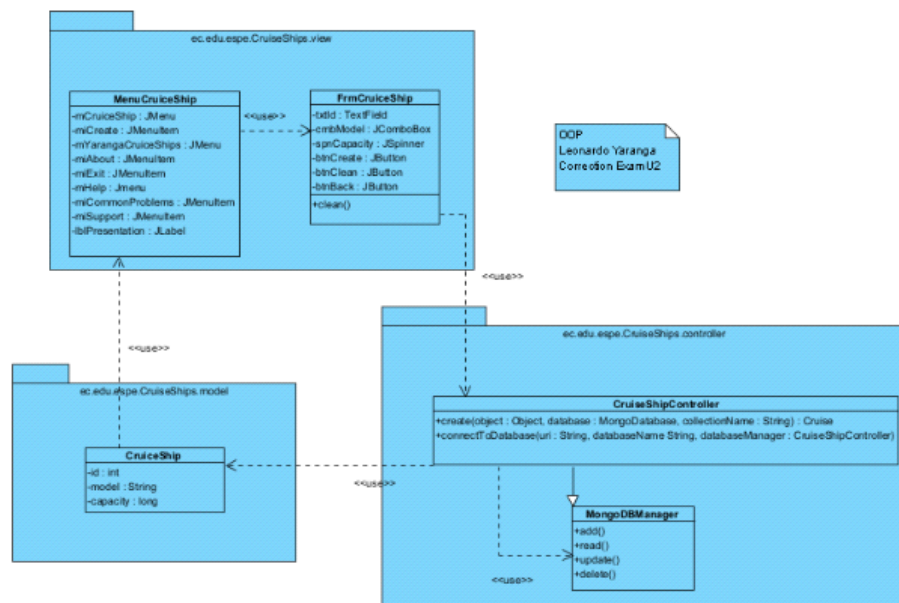 ec.edu.espe.CruiseShips.view
MenuCruiceShip
-mCruiceShip : JMenu
-miCreate : JMenuItem
-mYarangaCruiceShips : JMenu
-miAbout : JMenuItem
-miExit : JMenuItem
-mHelp : Jmenu
-miCommonProblems : JMenuItem
-miSupport : JMenuItem
-lblPresentation : JLabel
<<use>>
FrmCruiceShip
-txtId : TextField
-cmbModel : JComboBox
-spnCapacity : JSpinner
-btnCreate : JButton
-btnClean : JButton
-btnBack : JButton
+clean()
OOP
Leonardo Yaranga
Correction Exam U2
<<use>>
<<use>>
ec.edu.espe.CruiseShips.controller
CruiseShipController
+create(object : Object, database : MongoDatabase, collectionName : String) : Cruise
+connectToDatabase(uri : String, databaseName String, databaseManager : CruiseShipController)
ec.edu.espe.CruiseShips.model
CruiceShip
-id : int
-model : String
-capacity : long
<<use>>
MongoDBManager
+add()
+read()
+update()
+delete()
<<use>>